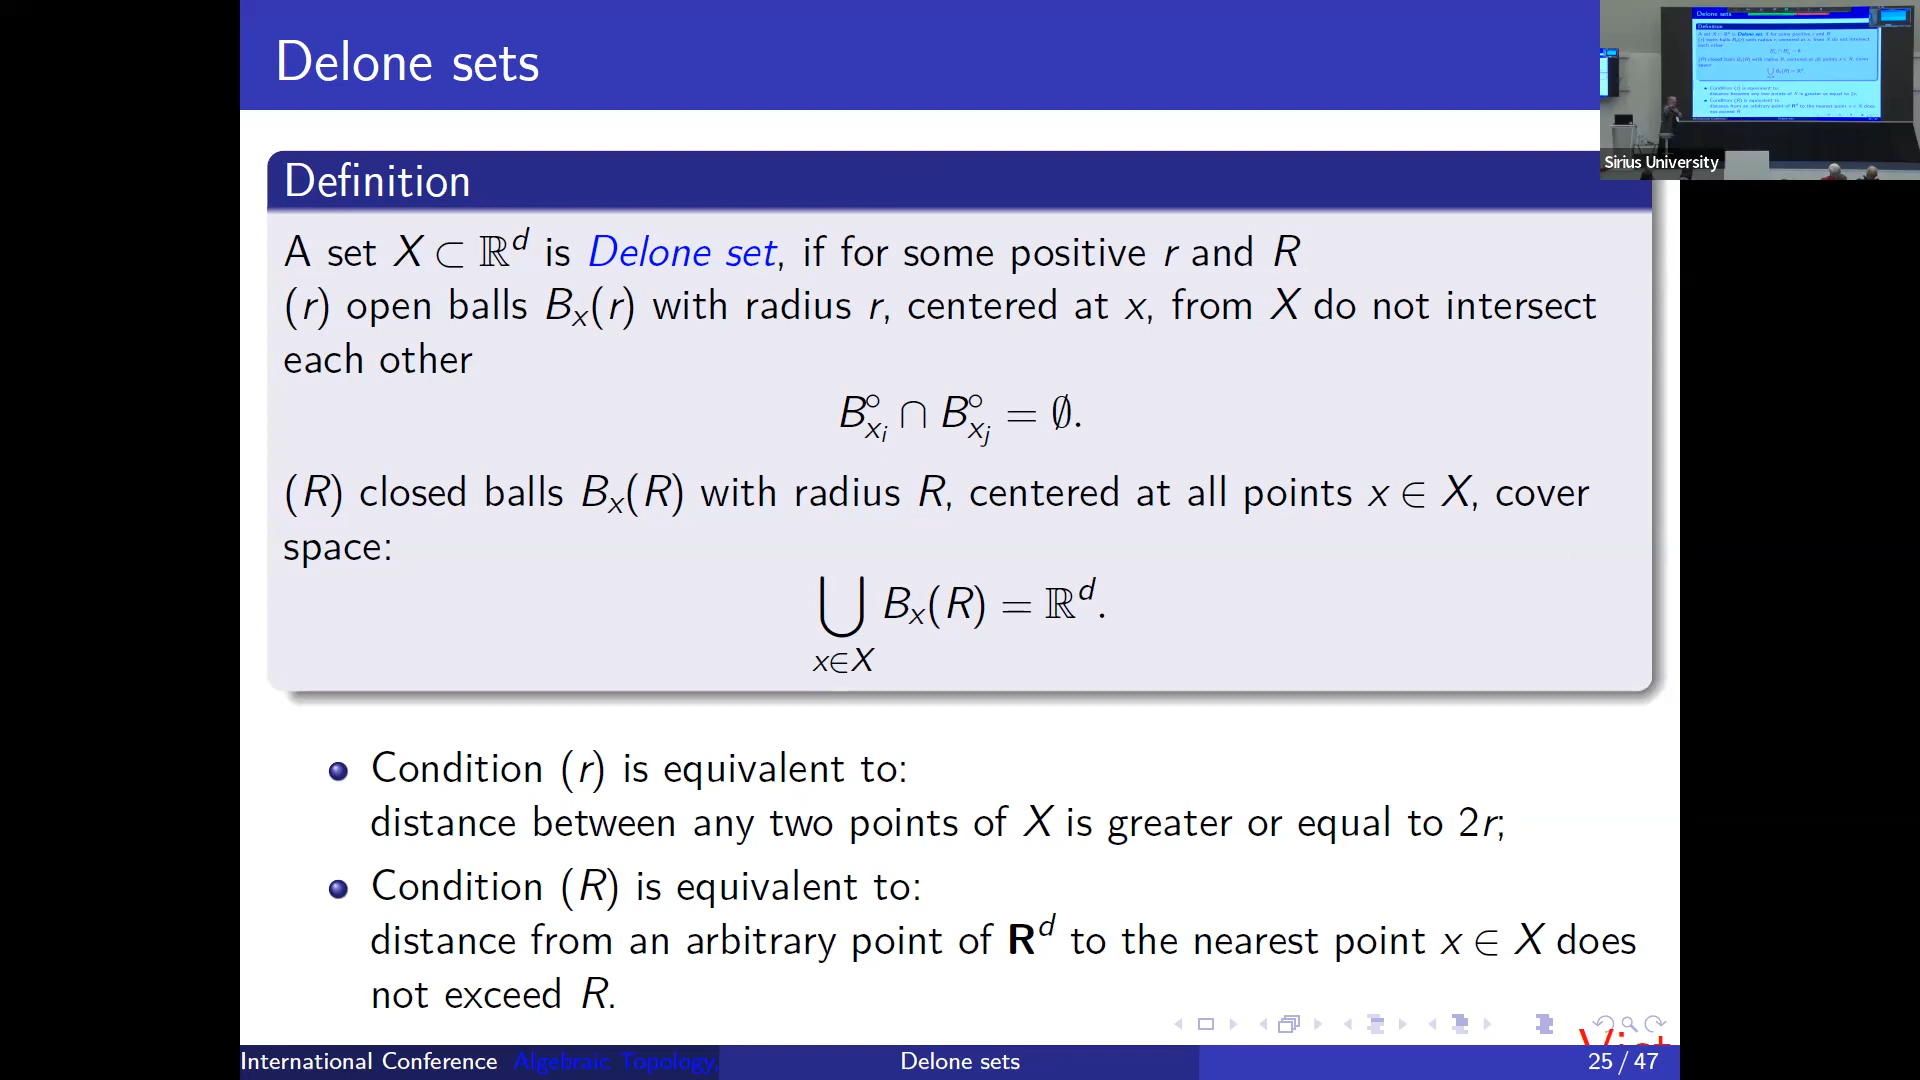 Delone sets
Definition
A set X ⊂ ℝ^d is Delone set, if for some positive r and R
(r) open balls B_x(r) with radius r, centered at x, from X do not intersect
each other
B°_{x_i} ∩ B°_{x_j} = ∅.
(R) closed balls B_x(R) with radius R, centered at all points x ∈ X, cover
space:
⋃_{x∈X} B_x(R) = ℝ^d.
Condition (r) is equivalent to:
distance between any two points of X is greater or equal to 2r;
Condition (R) is equivalent to:
distance from an arbitrary point of R^d to the nearest point x ∈ X does
not exceed R.
International Conference Algebraic Topology,
Delone sets
25 / 47
Sirius University